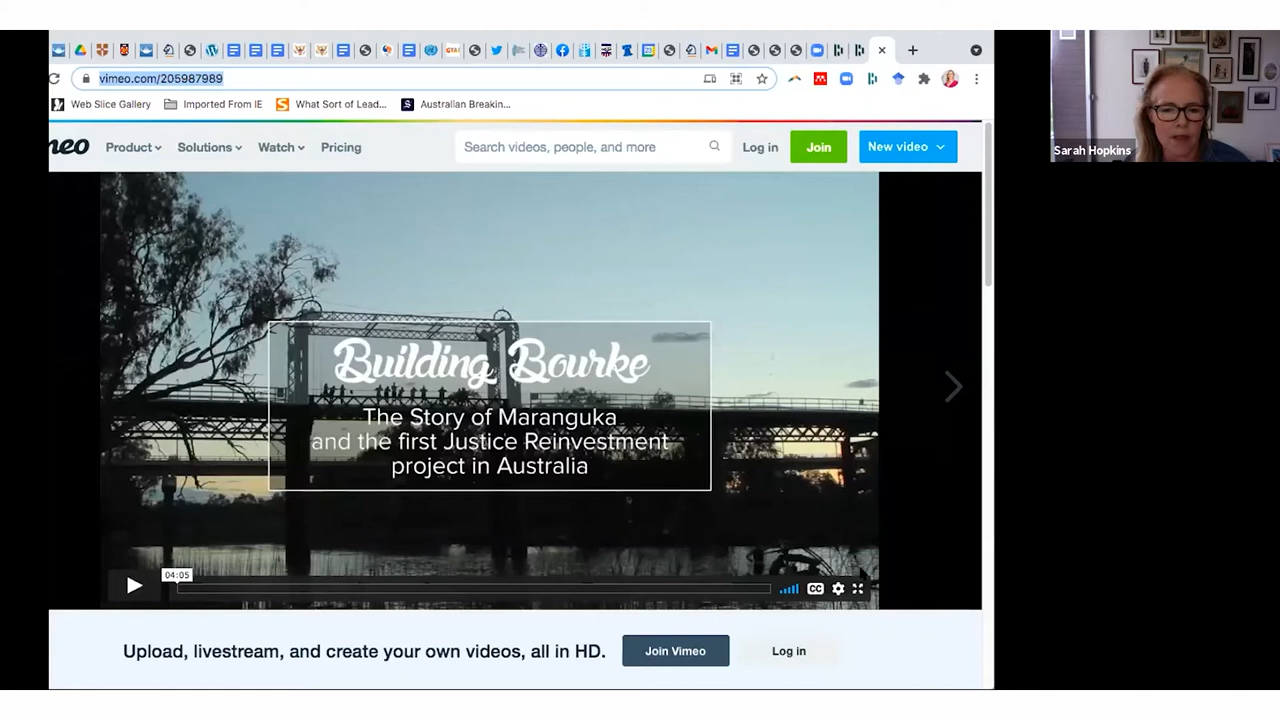 vimeo.com/205987989
Web Slice Gallery
Imported From IE
What Sort of Lead...
Australian Breakin...
meo
Product
Solutions
Watch
Pricing
Search videos, people, and more
Log in
Join
New video
Building Bourke
The Story of Maranguka
and the first Justice Reinvestment
project in Australia
04:05
CC
Upload, livestream, and create your own videos, all in HD.
Join Vimeo
Log in
Sarah Hopkins